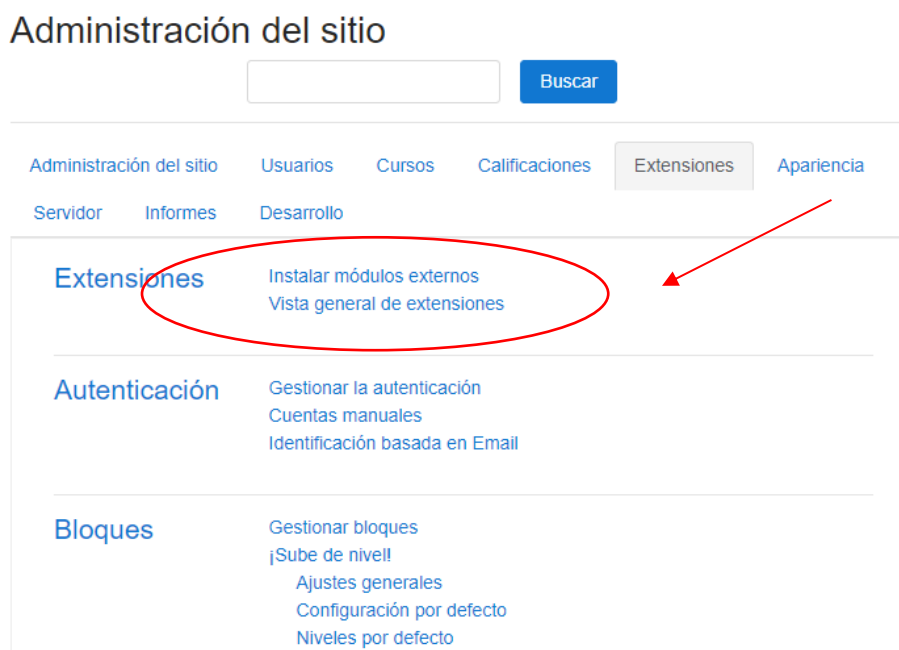 Administración del sitio
Buscar
Administración del sitio Usuarios Cursos Calificaciones Extensiones Apariencia
Servidor Informes Desarrollo
Extensiones
Instalar módulos externos
Vista general de extensiones
Autenticación
Gestionar la autenticación
Cuentas manuales
Identificación basada en Email
Bloques
Gestionar bloques
¡Sube de nivel!
Ajustes generales
Configuración por defecto
Niveles por defecto